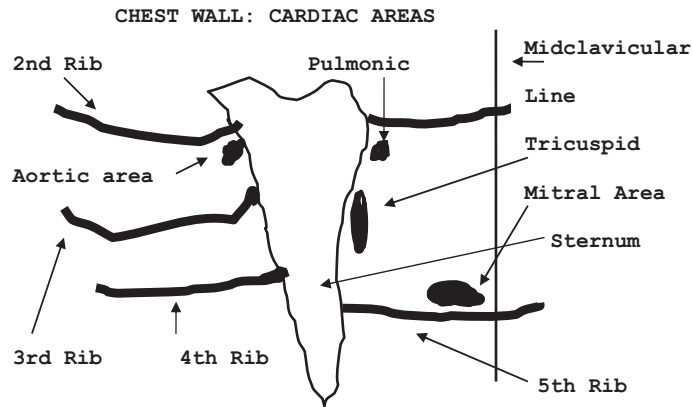 CHEST WALL: CARDIAC AREAS
2nd Rib
Pulmonic
Midclavicular
Line
Aortic area
Tricuspid
Mitral Area
Sternum
3rd Rib
4th Rib
5th Rib